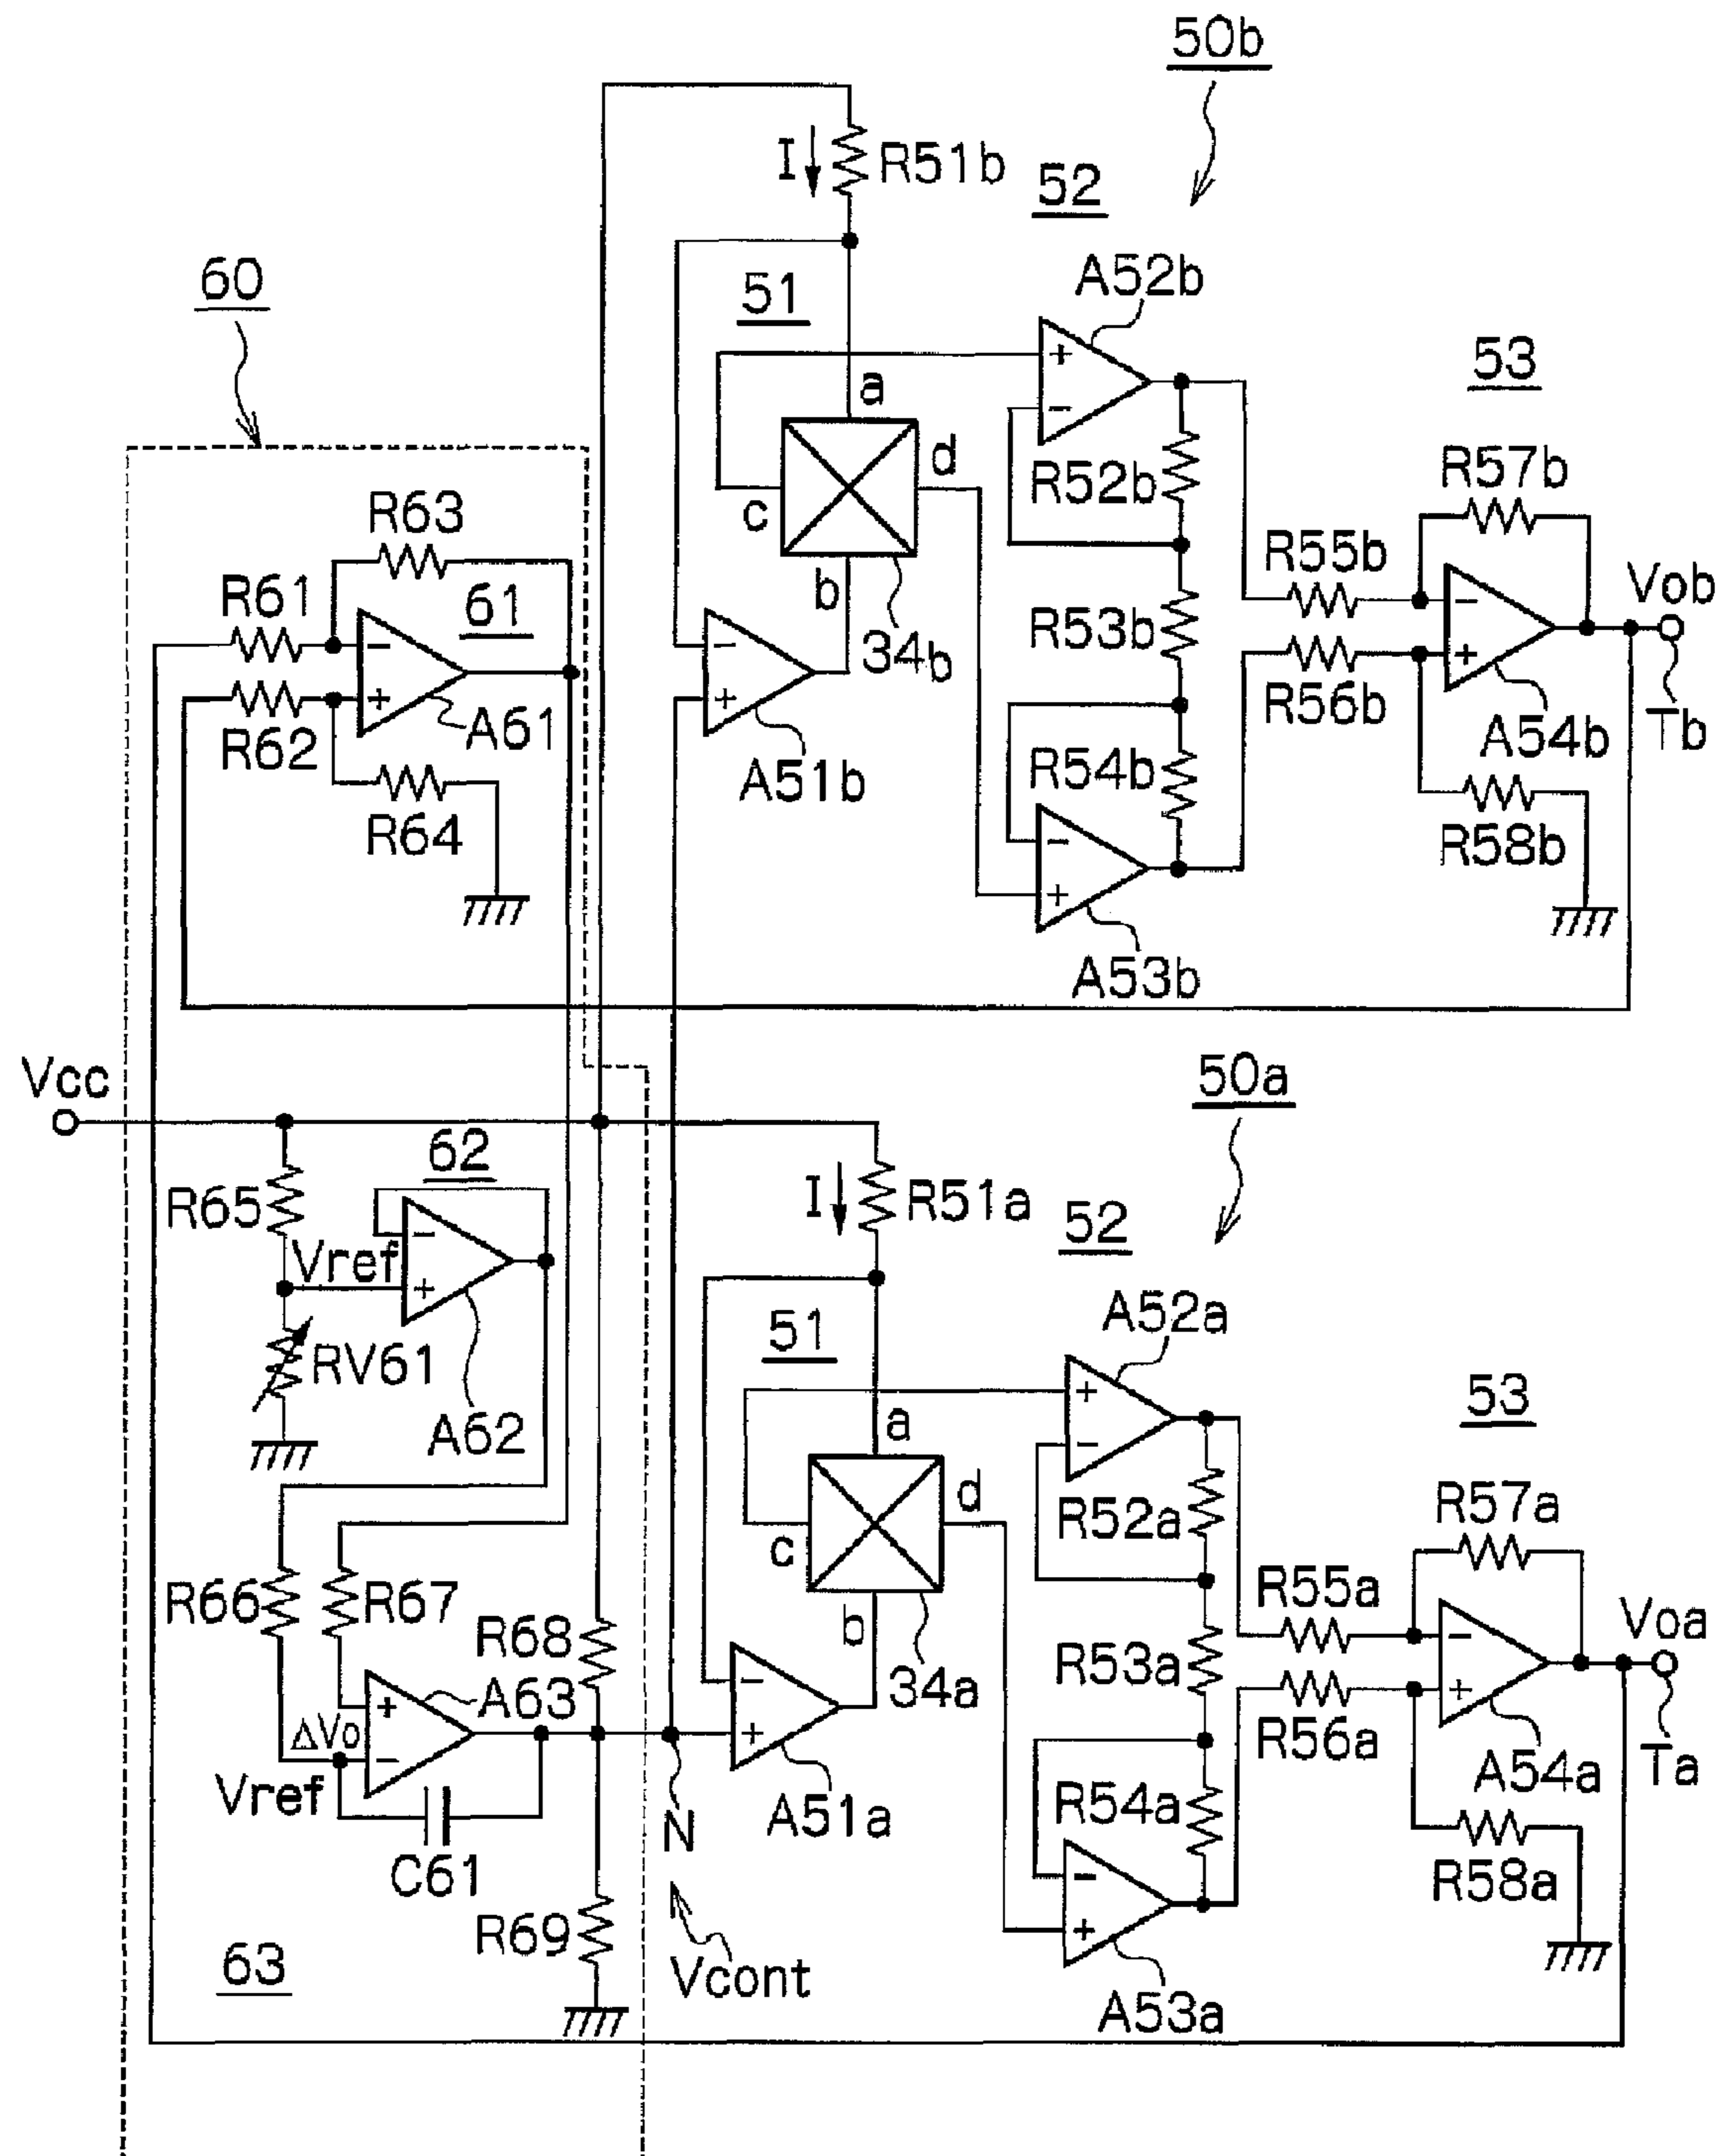 50b
I
R51b
52
60
51
A52b
53
a
c
d
b
R52b
R57b
R63
R61
61
R55b
Vob
R53b
34b
R62
A61
R56b
A54b
Tb
R64
A51b
R54b
R58b
A53b
Vcc
50a
62
I
R51a
52
R65
Vref
51
A52a
53
RV61
a
A62
c
d
b
R52a
R57a
R66
R67
R68
R55a
Voa
A63
34a
R53a
ΔVo
R56a
A54a
Ta
Vref
A51a
R54a
N
C61
R58a
R69
63
Vcont
A53a